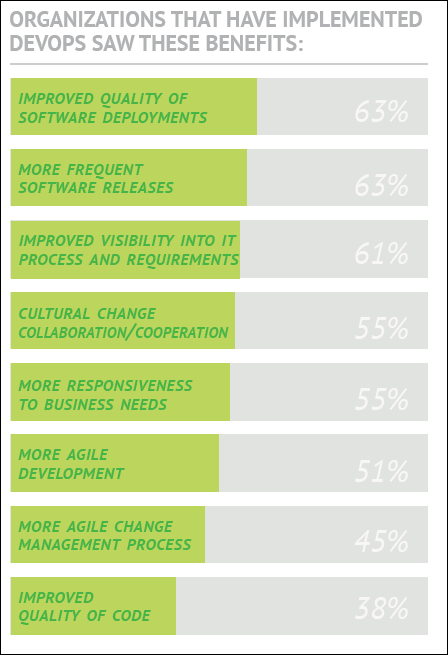 ORGANIZATIONS THAT HAVE IMPLEMENTED
DEVOPS SAW THESE BENEFITS:
IMPROVED QUALITY OF
SOFTWARE DEPLOYMENTS
63%
MORE FREQUENT
SOFTWARE RELEASES
63%
IMPROVED VISIBILITY INTO IT
PROCESS AND REQUIREMENTS
61%
CULTURAL CHANGE
COLLABORATION/COOPERATION
55%
MORE RESPONSIVENESS
TO BUSINESS NEEDS
55%
MORE AGILE
DEVELOPMENT
51%
MORE AGILE CHANGE
MANAGEMENT PROCESS
45%
IMPROVED
QUALITY OF CODE
38%